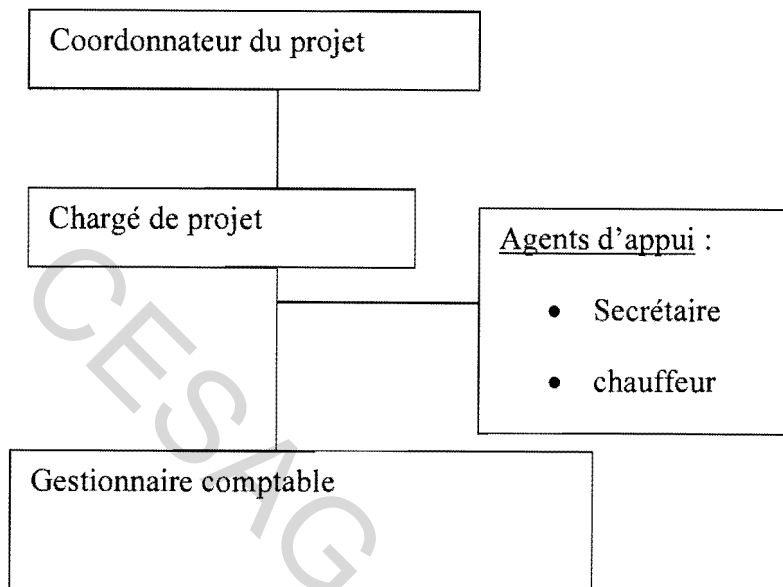 Coordonnateur du projet
Chargé de projet
Agents d'appui :
• Secrétaire
• chauffeur
Gestionnaire comptable
CESAG